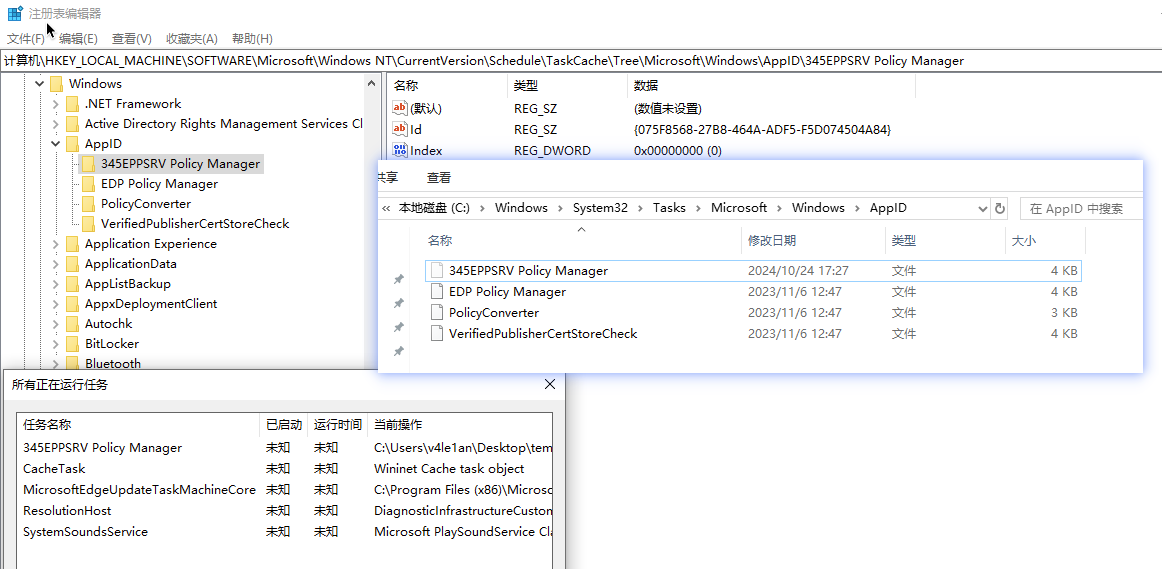 注册表编辑器
文件(F) 编辑(E) 查看(V) 收藏夹(A) 帮助(H)
计算机\HKEY_LOCAL_MACHINE\SOFTWARE\Microsoft\Windows NT\CurrentVersion\Schedule\TaskCache\Tree\Microsoft\Windows\AppID\345EPPSRV Policy Manager
Windows
.NET Framework
Active Directory Rights Management Services Cl
AppID
345EPPSRV Policy Manager
EDP Policy Manager
PolicyConverter
VerifiedPublisherCertStoreCheck
Application Experience
ApplicationData
AppListBackup
AppxDeploymentClient
Autochk
BitLocker
Bluetooth
名称 类型 数据
(默认) REG_SZ (数值未设置)
Id REG_SZ {075F8568-27B8-464A-ADF5-F5D074504A84}
Index REG_DWORD 0x00000000 (0)
共享 查看
« 本地磁盘 (C:) › Windows › System32 › Tasks › Microsoft › Windows › AppID 在 AppID 中搜索
名称 修改日期 类型 大小
345EPPSRV Policy Manager 2024/10/24 17:27 文件 4 KB
EDP Policy Manager 2023/11/6 12:47 文件 4 KB
PolicyConverter 2023/11/6 12:47 文件 3 KB
VerifiedPublisherCertStoreCheck 2023/11/6 12:47 文件 4 KB
所有正在运行任务
任务名称 已启动 运行时间 当前操作
345EPPSRV Policy Manager 未知 未知 C:\Users\v4le1an\Desktop\tem
CacheTask 未知 未知 Wininet Cache task object
MicrosoftEdgeUpdateTaskMachineCore 未知 未知 C:\Program Files (x86)\Microsc
ResolutionHost 未知 未知 DiagnosticInfrastructureCuston
SystemSoundsService 未知 未知 Microsoft PlaySoundService Cla